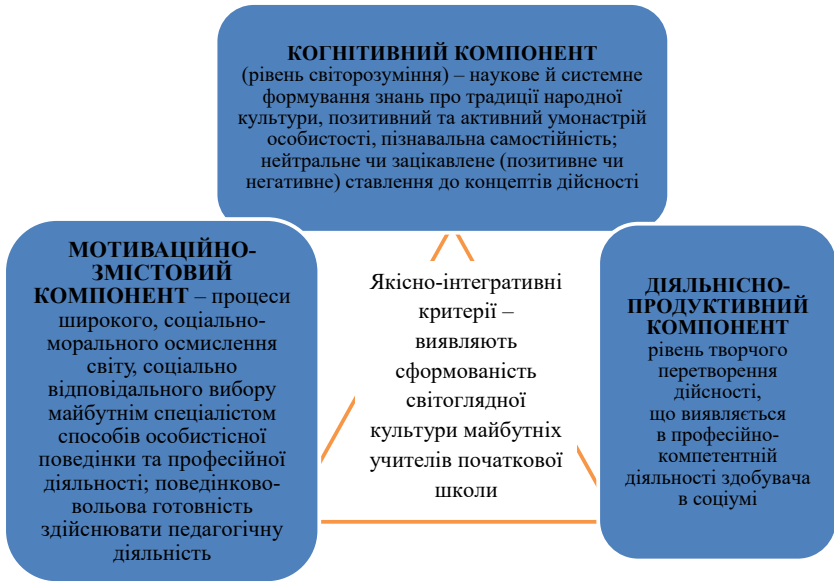 КОГНІТИВНИЙ КОМПОНЕНТ
(рівень світорозуміння) – наукове й системне
формування знань про традиції народної
культури, позитивний та активний умонастрій
особистості, пізнавальна самостійність;
нейтральне чи зацікавлене (позитивне чи
негативне) ставлення до концептів дійсності
МОТИВАЦІЙНО-
ЗМІСТОВИЙ
КОМПОНЕНТ – процеси
широкого, соціально-
морального осмислення
світу, соціально
відповідального вибору
майбутнім спеціалістом
способів особистісної
поведінки та професійної
діяльності; поведінково-
вольова готовність
здійснювати педагогічну
діяльність
Якісно-інтегративні
критерії –
виявляють
сформованість
світоглядної
культури майбутніх
учителів початкової
школи
ДІЯЛЬНІСНО-
ПРОДУКТИВНИЙ
КОМПОНЕНТ
рівень творчого
перетворення
дійсності,
що виявляється
в професійно-
компетентній
діяльності здобувача
в соціумі